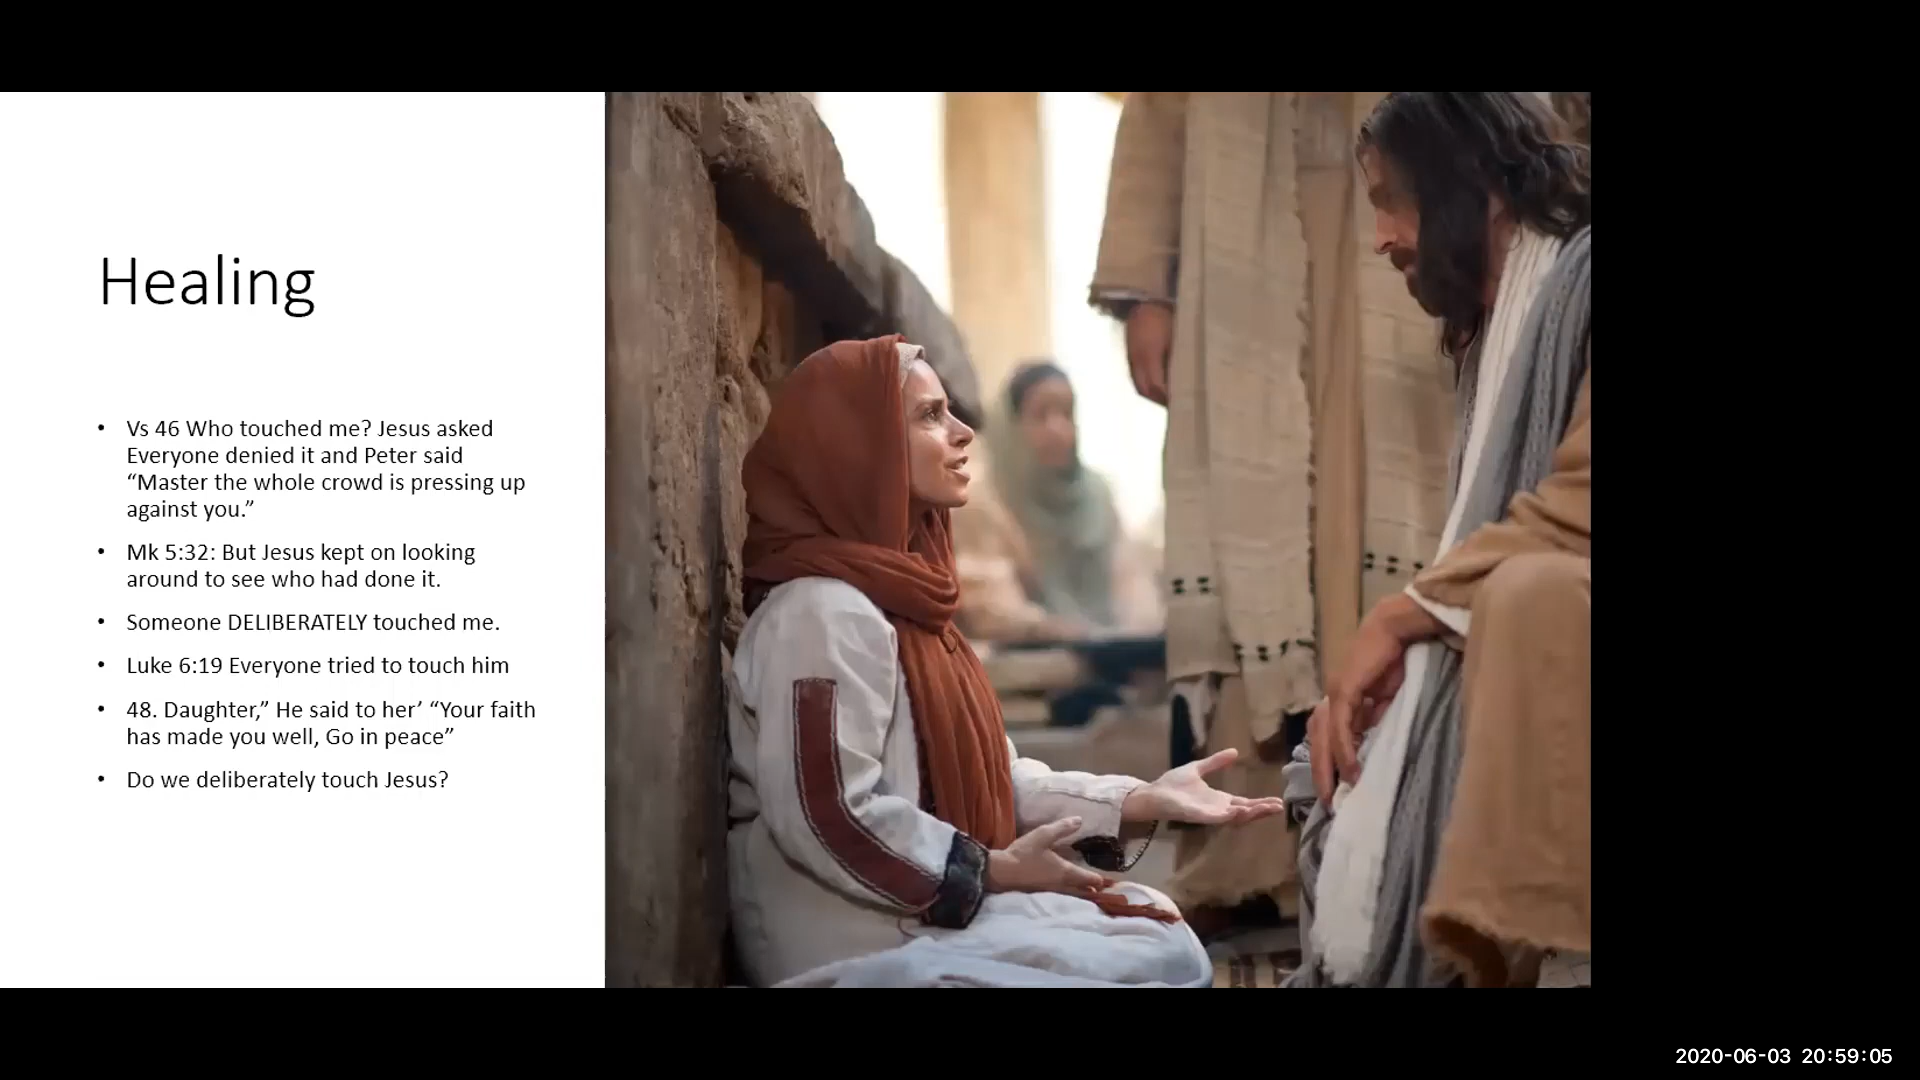 Healing
• Vs 46 Who touched me? Jesus asked
Everyone denied it and Peter said
“Master the whole crowd is pressing up
against you.”
• Mk 5:32: But Jesus kept on looking
around to see who had done it.
• Someone DELIBERATELY touched me.
• Luke 6:19 Everyone tried to touch him
• 48. Daughter,” He said to her’ “Your faith
has made you well, Go in peace”
• Do we deliberately touch Jesus?
2020-06-03 20:59:05